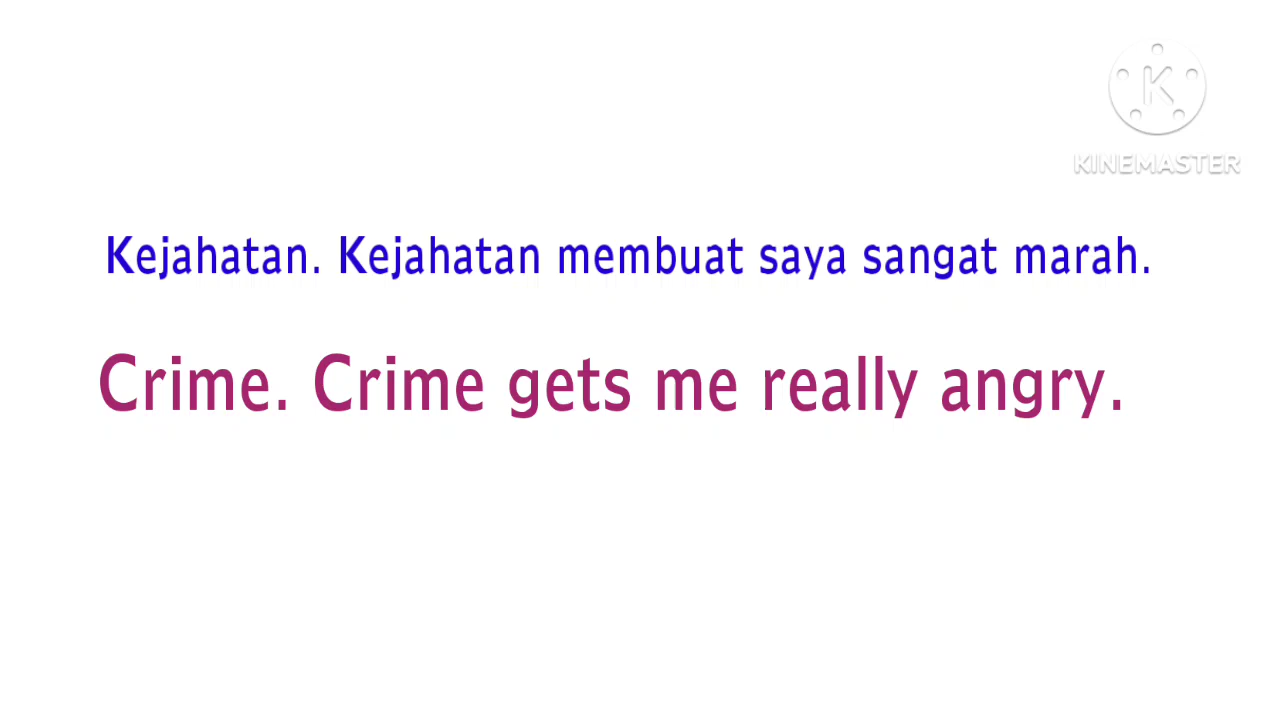 K
KINEMASTER
Kejahatan. Kejahatan membuat saya sangat marah.
Crime. Crime gets me really angry.